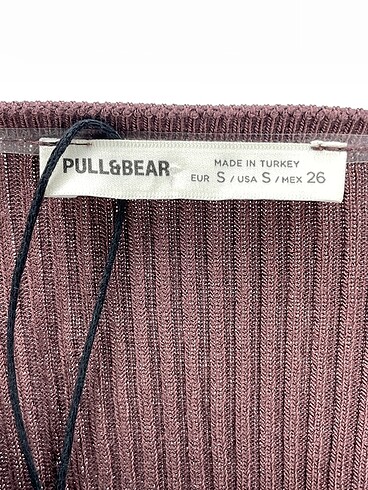 PULL&BEAR
MADE IN TURKEY
EUR S / USA S / MEX 26